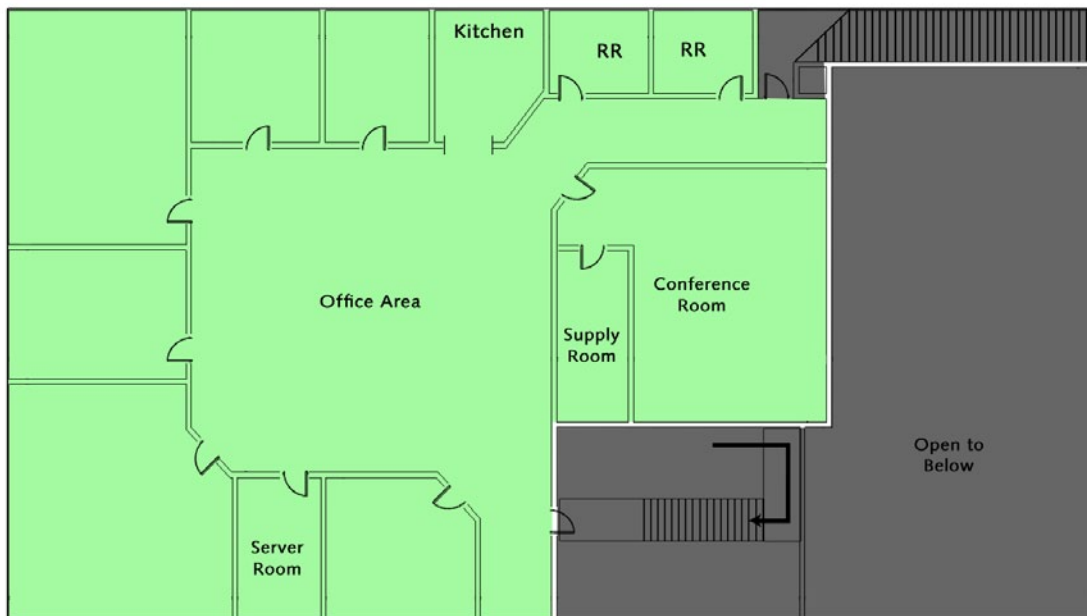 Kitchen
RR
RR
Office Area
Conference
Room
Supply
Room
Open to
Below
Server
Room